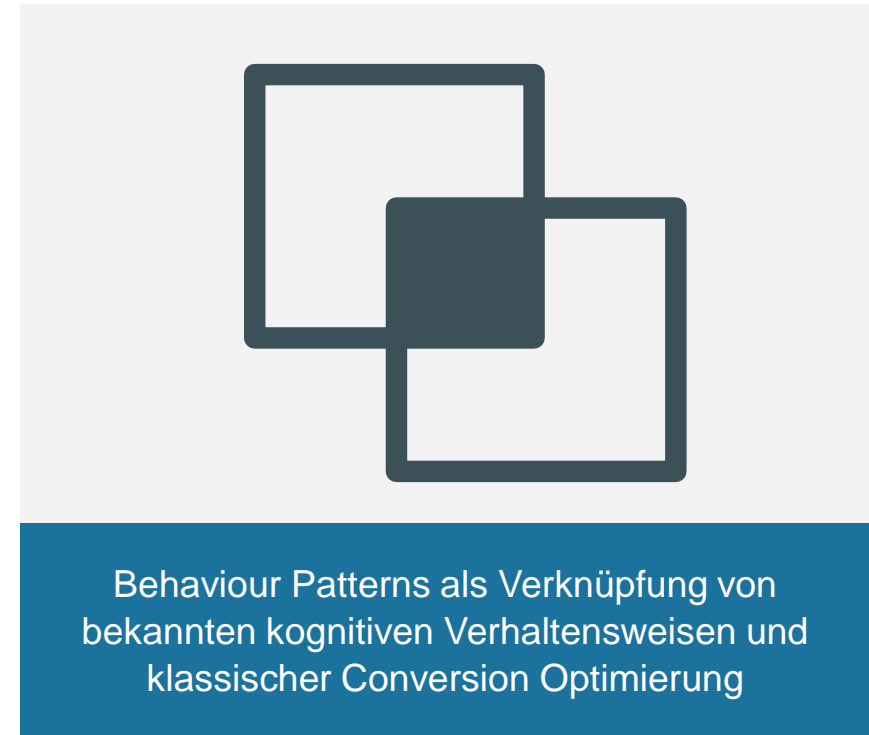 Behaviour Patterns als Verknüpfung von
bekannten kognitiven Verhaltensweisen und
klassischer Conversion Optimierung